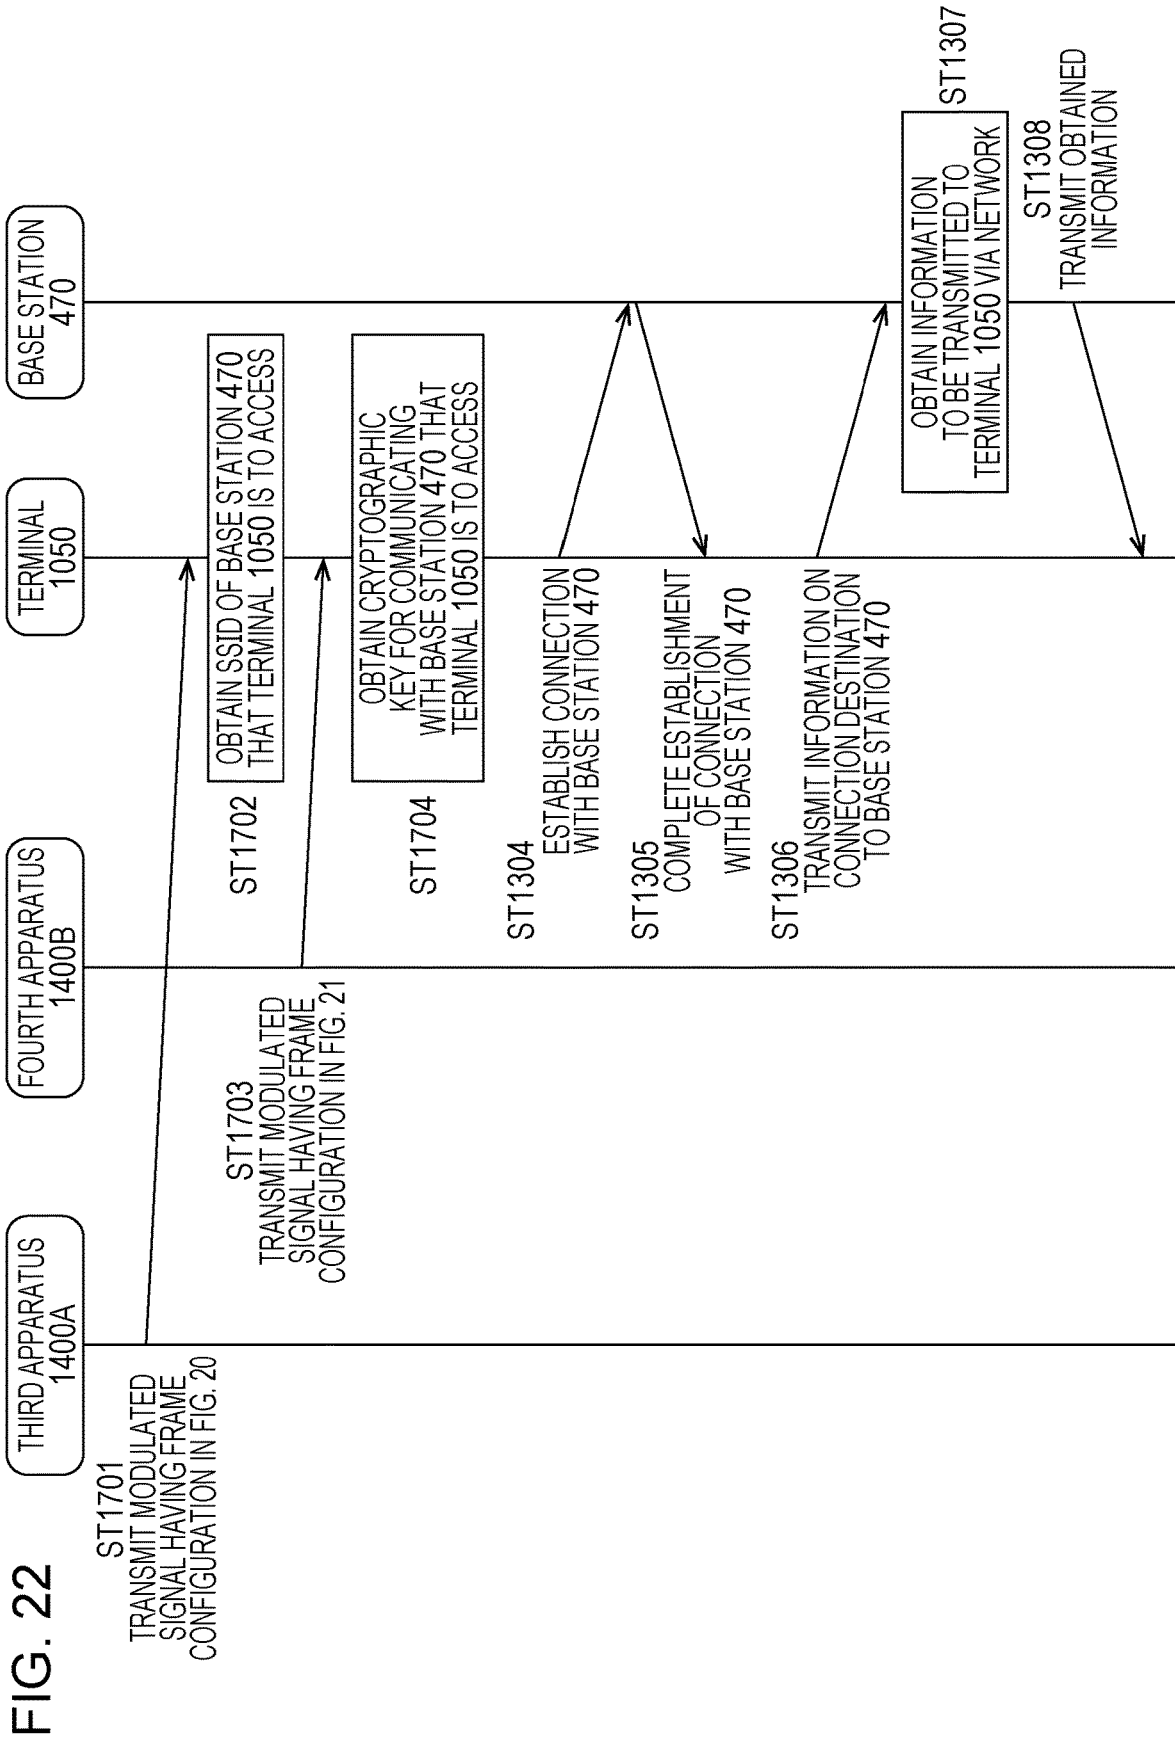 FIG. 22
THIRD APPARATUS
1400A
FOURTH APPARATUS
1400B
TERMINAL
1050
BASE STATION
470
ST1701
TRANSMIT MODULATED
SIGNAL HAVING FRAME
CONFIGURATION IN FIG. 20
ST1702
OBTAIN SSID OF BASE STATION 470
THAT TERMINAL 1050 IS TO ACCESS
ST1703
TRANSMIT MODULATED
SIGNAL HAVING FRAME
CONFIGURATION IN FIG. 21
ST1704
OBTAIN CRYPTOGRAPHIC
KEY FOR COMMUNICATING
WITH BASE STATION 470 THAT
TERMINAL 1050 IS TO ACCESS
ST1304
ESTABLISH CONNECTION
WITH BASE STATION 470
ST1305
COMPLETE ESTABLISHMENT
OF CONNECTION
WITH BASE STATION 470
ST1306
TRANSMIT INFORMATION ON
CONNECTION DESTINATION
TO BASE STATION 470
ST1307
OBTAIN INFORMATION
TO BE TRANSMITTED TO
TERMINAL 1050 VIA NETWORK
ST1308
TRANSMIT OBTAINED
INFORMATION